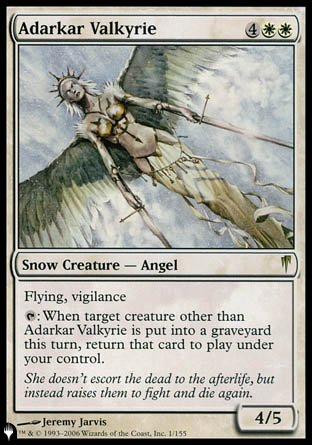 Adarkar Valkyrie 4
Snow Creature — Angel
Flying, vigilance
: When target creature other than
Adarkar Valkyrie is put into a graveyard
this turn, return that card to play under
your control.
She doesn't escort the dead to the afterlife, but
instead raises them to fight and die again.
4/5
Jeremy Jarvis
™ & © 1993–2006 Wizards of the Coast, Inc. 1/155